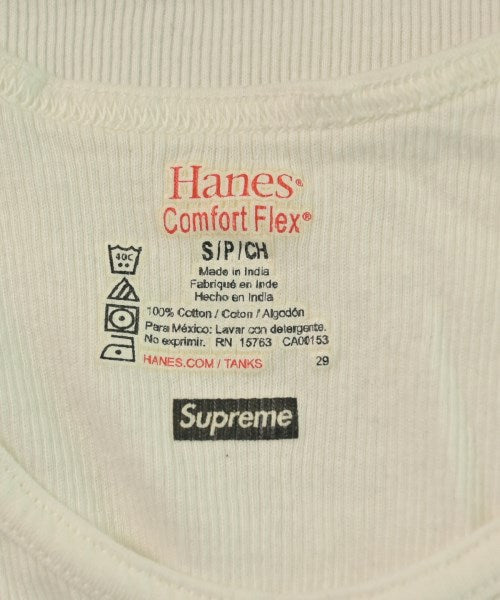 Hanes®
Comfort Flex®
S/P/CH
Made in India
Fabriqué en Inde
Hecho en India
40C
100% Cotton / Coton / Algodón
Para México: Lavar con detergente.
No exprimir. RN 15763 CA00153
HANES.COM / TANKS 29
Supreme